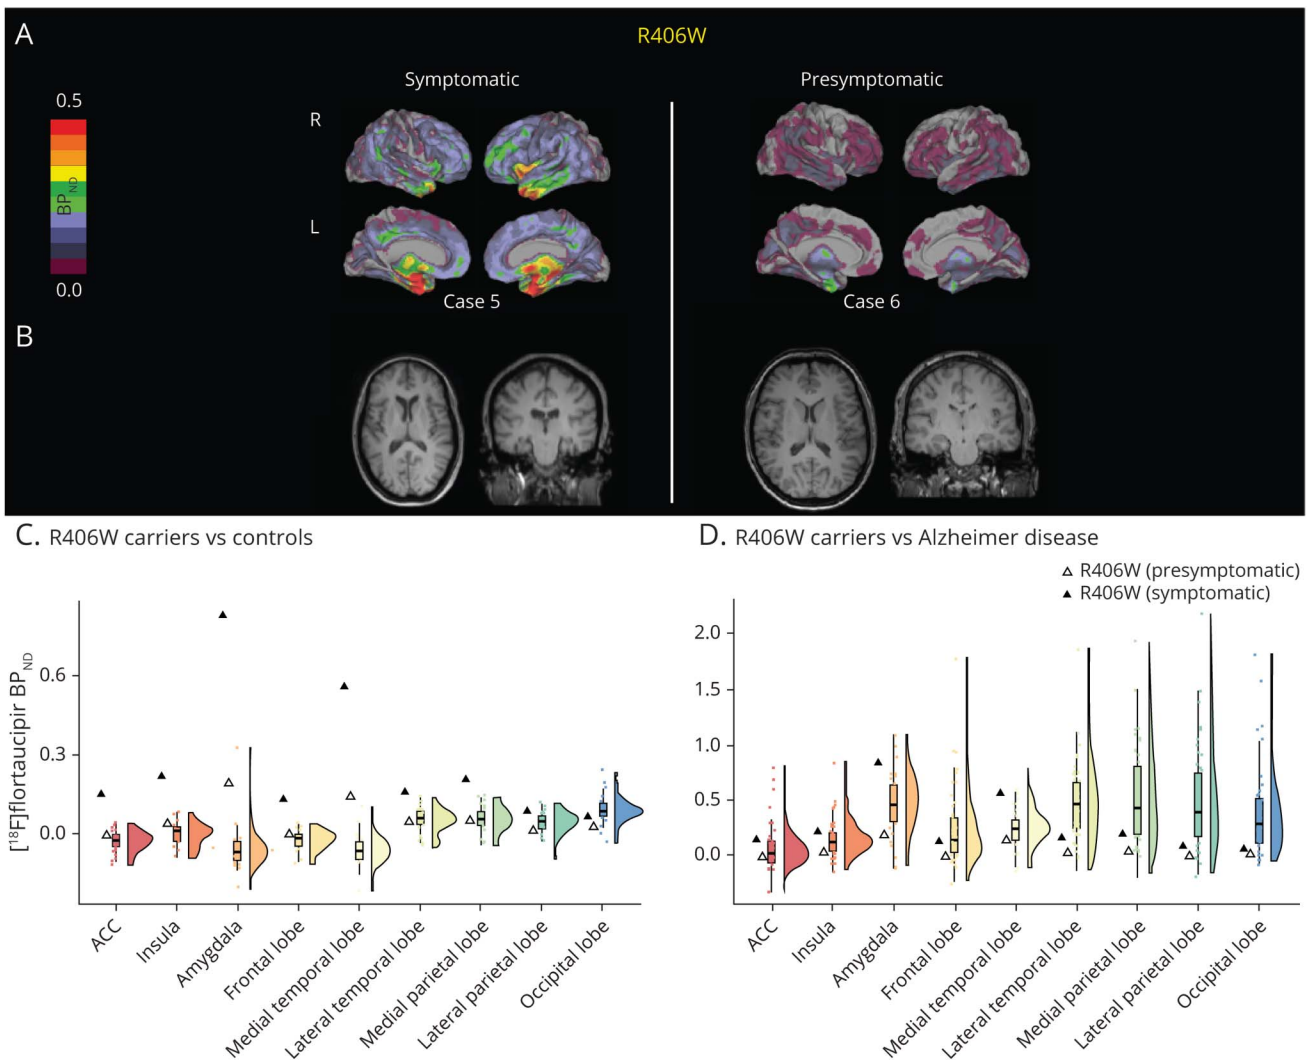 A
R406W
Symptomatic
Presymptomatic
0.5
R
BPND
L
0.0
Case 5
Case 6
B
C. R406W carriers vs controls
D. R406W carriers vs Alzheimer disease
R406W (presymptomatic)
R406W (symptomatic)
[18F]flortaucipir BPND
0.6
0.3
0.0
2.0
1.5
1.0
0.5
0.0
ACC
Insula
Amygdala
Frontal lobe
Medial temporal lobe
Lateral temporal lobe
Medial parietal lobe
Lateral parietal lobe
Occipital lobe
ACC
Insula
Amygdala
Frontal lobe
Medial temporal lobe
Lateral temporal lobe
Medial parietal lobe
Lateral parietal lobe
Occipital lobe